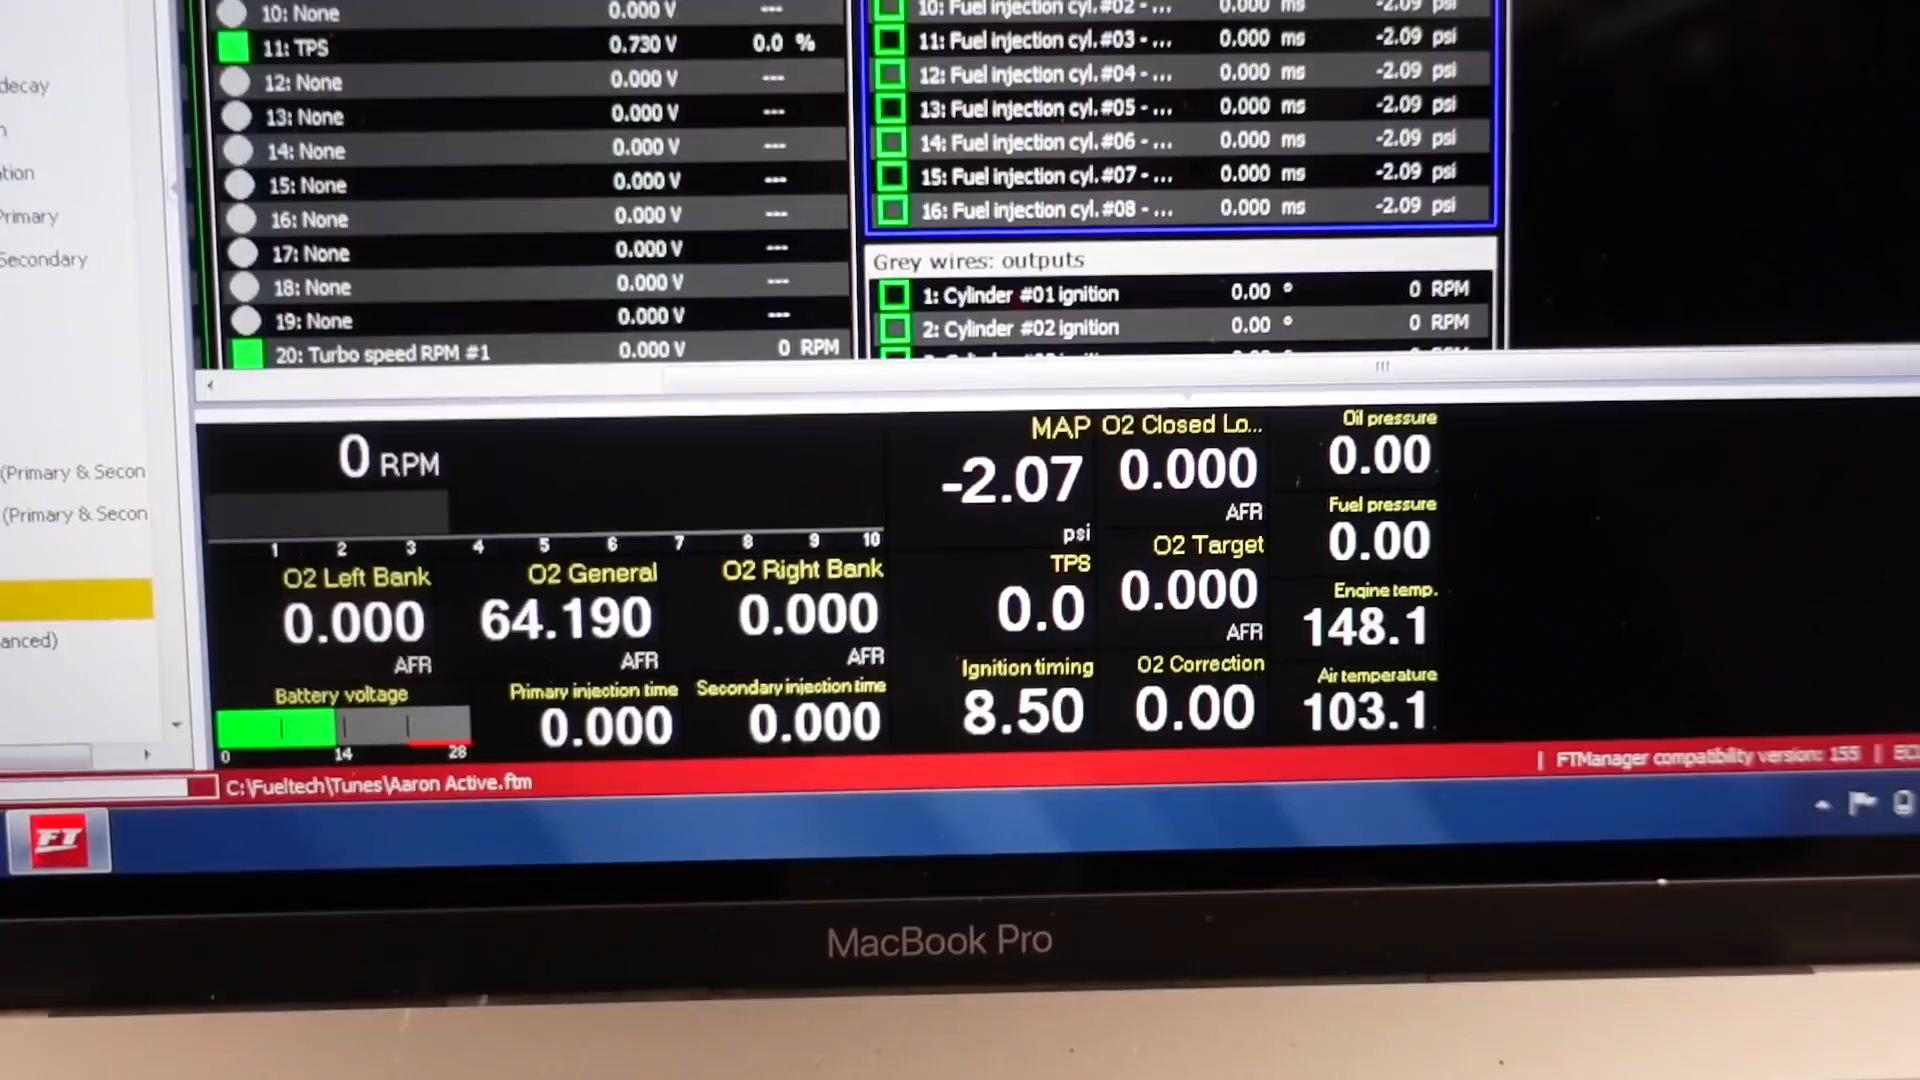 decay
tion
Primary
Secondary
(Primary & Secon
(Primary & Secon
anced)
10: None 0.000 V ---
11: TPS 0.730 V 0.0 %
12: None 0.000 V ---
13: None 0.000 V ---
14: None 0.000 V ---
15: None 0.000 V ---
16: None 0.000 V ---
17: None 0.000 V ---
18: None 0.000 V ---
19: None 0.000 V ---
20: Turbo speed RPM #1 0.000 V 0 RPM
10: Fuel injection cyl.#02 - ... 0.000 ms -2.09 psi
11: Fuel injection cyl.#03 - ... 0.000 ms -2.09 psi
12: Fuel injection cyl.#04 - ... 0.000 ms -2.09 psi
13: Fuel injection cyl.#05 - ... 0.000 ms -2.09 psi
14: Fuel injection cyl.#06 - ... 0.000 ms -2.09 psi
15: Fuel injection cyl.#07 - ... 0.000 ms -2.09 psi
16: Fuel injection cyl.#08 - ... 0.000 ms -2.09 psi
Grey wires: outputs
1: Cylinder #01 ignition 0.00 ° 0 RPM
2: Cylinder #02 ignition 0.00 ° 0 RPM
0 RPM
1 2 3 4 5 6 7 8 9 10
O2 Left Bank
0.000
AFR
O2 General
64.190
AFR
O2 Right Bank
0.000
AFR
Battery voltage
0 14 28
Primary injection time
0.000
Secondary injection time
0.000
MAP
-2.07
psi
TPS
0.0
Ignition timing
8.50
O2 Closed Lo...
0.000
AFR
O2 Target
0.000
AFR
O2 Correction
0.00
Oil pressure
0.00
Fuel pressure
0.00
Engine temp.
148.1
Air temperature
103.1
C:\Fueltech\Tunes\Aaron Active.ftm
| FTManager compatibility version: 155 |
FT
MacBook Pro